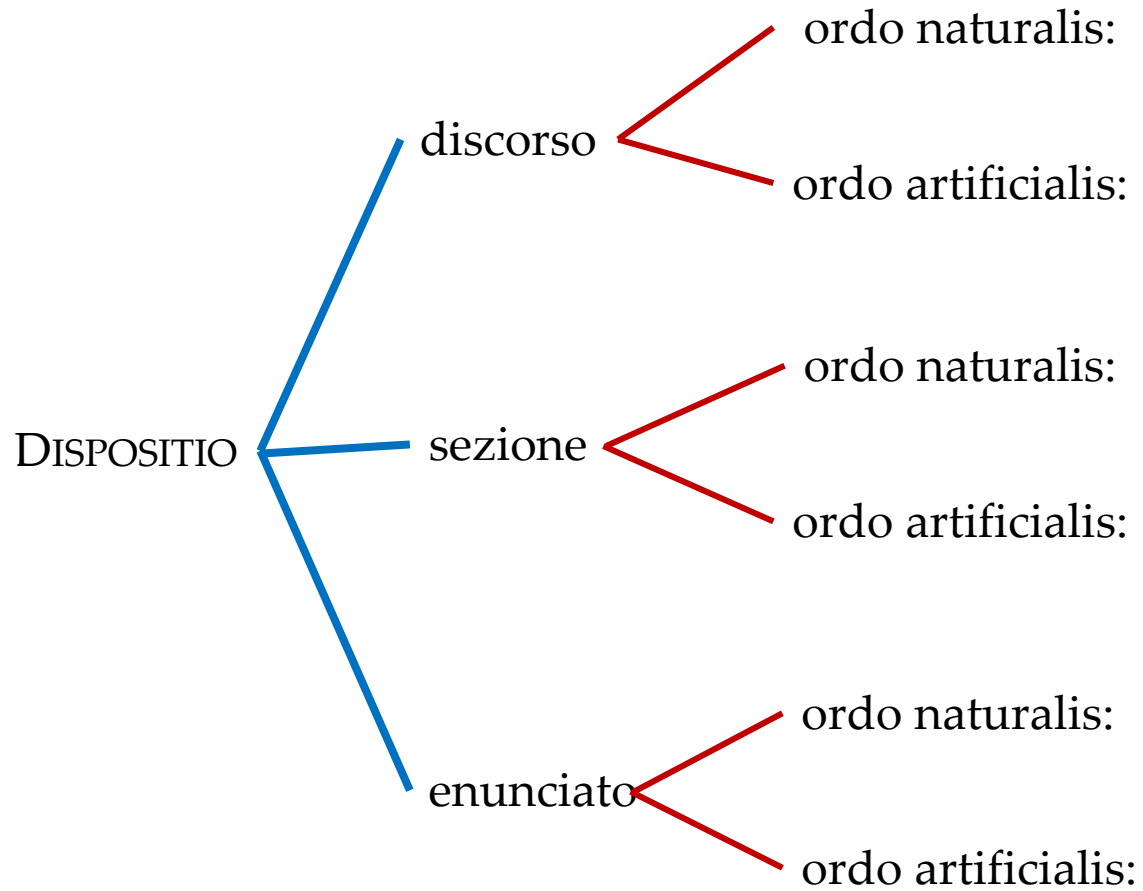 ordo naturalis:
discorso
ordo artificialis:
ordo naturalis:
DISPOSITIO
sezione
ordo artificialis:
ordo naturalis:
enunciato
ordo artificialis: